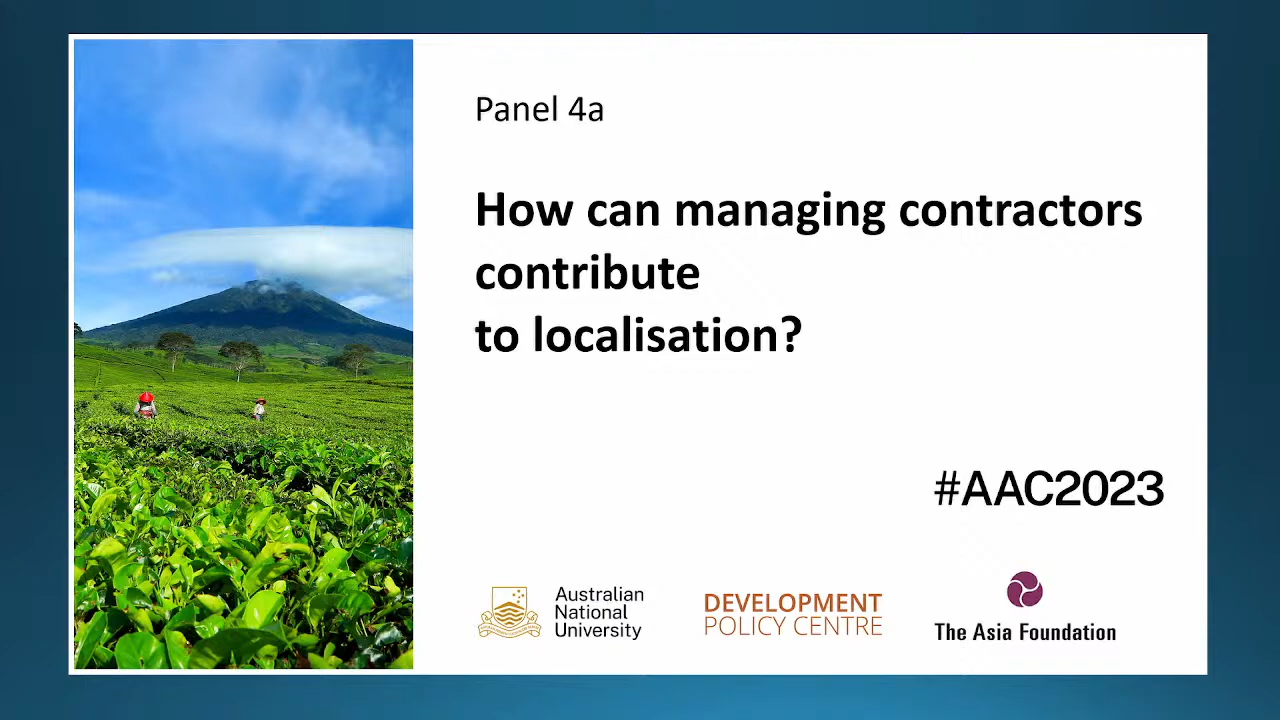 Panel 4a
How can managing contractors
contribute
to localisation?
#AAC2023
Australian
National
University
DEVELOPMENT
POLICY CENTRE
The Asia Foundation